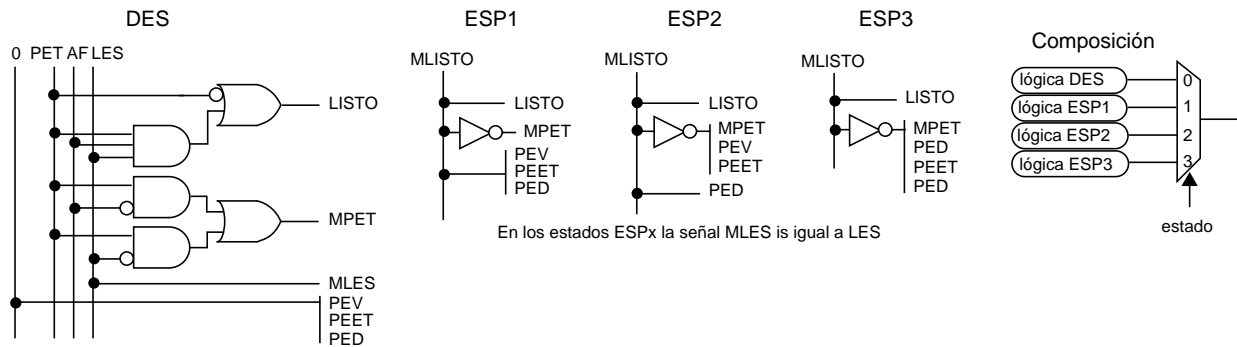 DES
0 PET AF LES
LISTO
MPET
MLES
PEV
PEET
PED
ESP1
MLISTO
LISTO
MPET
PEV
PEET
PED
ESP2
MLISTO
LISTO
MPET
PEV
PEET
PED
ESP3
MLISTO
LISTO
MPET
PED
PEET
PED
En los estados ESPx la señal MLES is igual a LES
Composición
lógica DES
0
lógica ESP1
1
lógica ESP2
2
lógica ESP3
3
estado